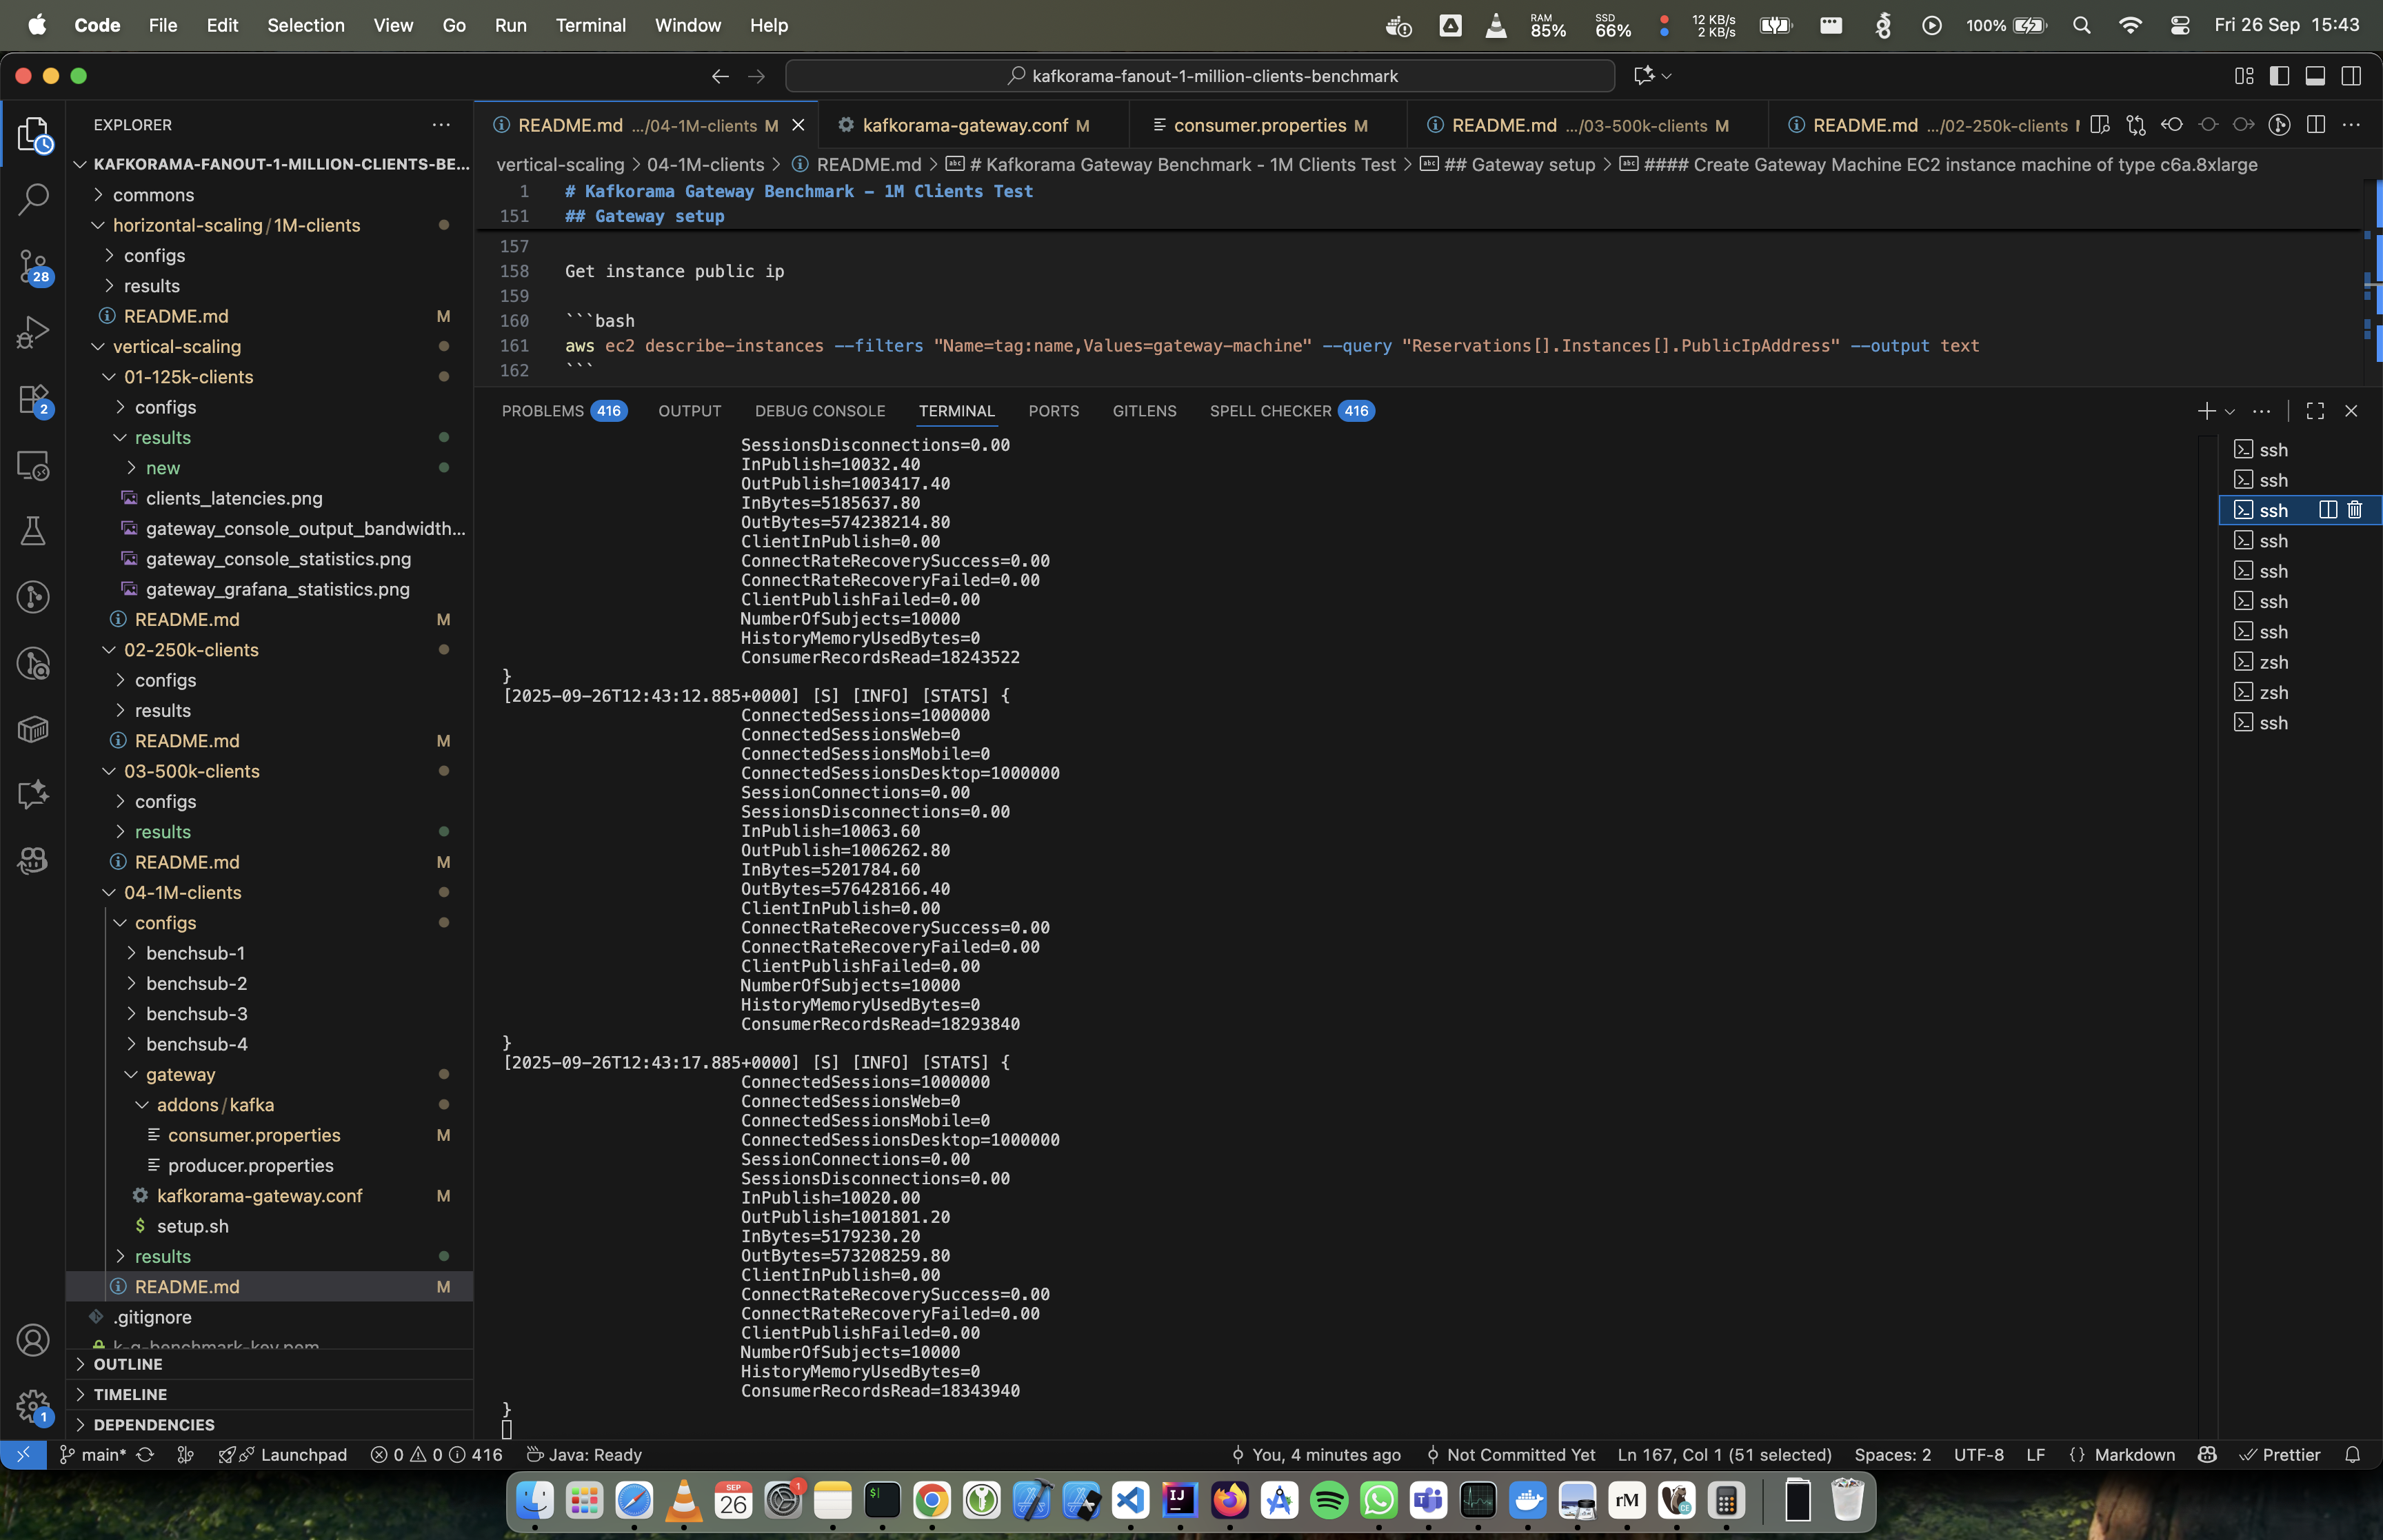 Code File Edit Selection View Go Run Terminal Window Help RAM 85% SSD 66% 12 KB/s 2 KB/s 100% Fri 26 Sep 15:43
kafkorama-fanout-1-million-clients-benchmark
EXPLORER
KAFKORAMA-FANOUT-1-MILLION-CLIENTS-BE...
commons
horizontal-scaling / 1M-clients
configs
results
README.md M
vertical-scaling
01-125k-clients
configs
results
new
clients_latencies.png
gateway_console_output_bandwidth...
gateway_console_statistics.png
gateway_grafana_statistics.png
README.md M
02-250k-clients
configs
results
README.md M
03-500k-clients
configs
results
README.md M
04-1M-clients
configs
benchsub-1
benchsub-2
benchsub-3
benchsub-4
gateway
addons / kafka
consumer.properties M
producer.properties
kafkorama-gateway.conf M
$ setup.sh
results
README.md M
.gitignore
k-g-benchmark-key.pem
OUTLINE
TIMELINE
DEPENDENCIES
28
2
1
README.md .../04-1M-clients M kafkorama-gateway.conf M consumer.properties M README.md .../03-500k-clients M README.md .../02-250k-clients
vertical-scaling > 04-1M-clients > README.md > # Kafkorama Gateway Benchmark - 1M Clients Test > ## Gateway setup > #### Create Gateway Machine EC2 instance machine of type c6a.8xlarge
1 # Kafkorama Gateway Benchmark - 1M Clients Test
151 ## Gateway setup
157
158 Get instance public ip
159
160 ```bash
161 aws ec2 describe-instances --filters "Name=tag:name,Values=gateway-machine" --query "Reservations[].Instances[].PublicIpAddress" --output text
162 ```
PROBLEMS 416 OUTPUT DEBUG CONSOLE TERMINAL PORTS GITLENS SPELL CHECKER 416
SessionsDisconnections=0.00
InPublish=10032.40
OutPublish=1003417.40
InBytes=5185637.80
OutBytes=574238214.80
ClientInPublish=0.00
ConnectRateRecoverySuccess=0.00
ConnectRateRecoveryFailed=0.00
ClientPublishFailed=0.00
NumberOfSubjects=10000
HistoryMemoryUsedBytes=0
ConsumerRecordsRead=18243522
}
[2025-09-26T12:43:12.885+0000] [S] [INFO] [STATS] {
ConnectedSessions=1000000
ConnectedSessionsWeb=0
ConnectedSessionsMobile=0
ConnectedSessionsDesktop=1000000
SessionConnections=0.00
SessionsDisconnections=0.00
InPublish=10063.60
OutPublish=1006262.80
InBytes=5201784.60
OutBytes=576428166.40
ClientInPublish=0.00
ConnectRateRecoverySuccess=0.00
ConnectRateRecoveryFailed=0.00
ClientPublishFailed=0.00
NumberOfSubjects=10000
HistoryMemoryUsedBytes=0
ConsumerRecordsRead=18293840
}
[2025-09-26T12:43:17.885+0000] [S] [INFO] [STATS] {
ConnectedSessions=1000000
ConnectedSessionsWeb=0
ConnectedSessionsMobile=0
ConnectedSessionsDesktop=1000000
SessionConnections=0.00
SessionsDisconnections=0.00
InPublish=10020.00
OutPublish=1001801.20
InBytes=5179230.20
OutBytes=573208259.80
ClientInPublish=0.00
ConnectRateRecoverySuccess=0.00
ConnectRateRecoveryFailed=0.00
ClientPublishFailed=0.00
NumberOfSubjects=10000
HistoryMemoryUsedBytes=0
ConsumerRecordsRead=18343940
}
ssh
ssh
ssh
ssh
ssh
ssh
ssh
zsh
zsh
ssh
main* Launchpad 0 0 416 Java: Ready You, 4 minutes ago Not Committed Yet Ln 167, Col 1 (51 selected) Spaces: 2 UTF-8 LF {} Markdown Prettier
SEP 26 1 $ IJ rM CE